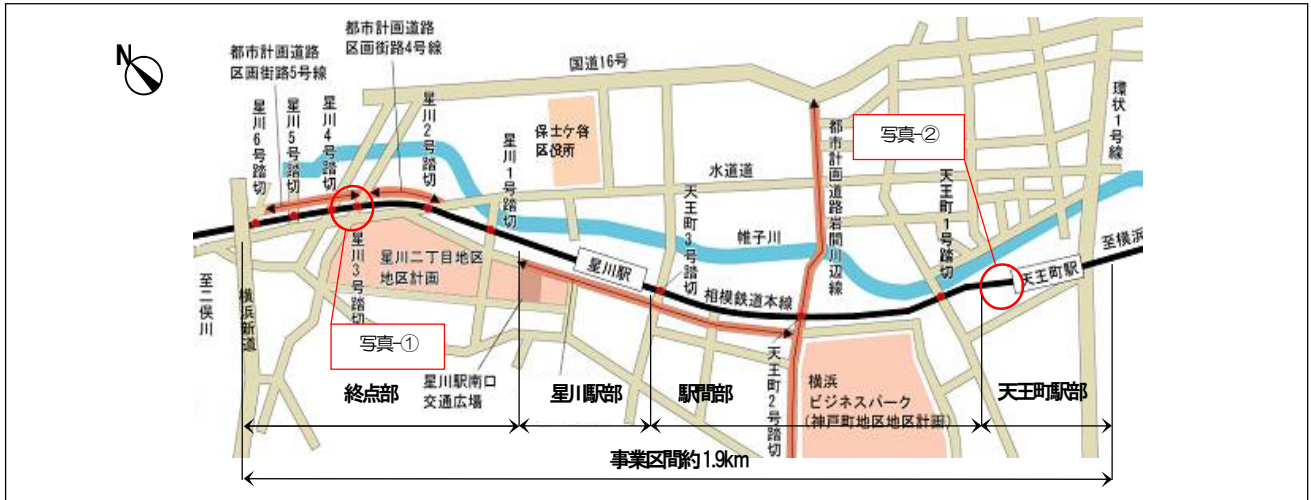 N
都市計画道路
区画街路5号線
都市計画道路
区画街路4号線
国道16号
環状1号線
星川6号踏切
星川5号踏切
星川4号踏切
星川2号踏切
星川1号踏切
保土ケ谷
区役所
水道道
都市計画道路岩間川辺線
写真-②
天王町1号踏切
天王町3号踏切
帷子川
至横浜
天王町駅
星川駅
相模鉄道本線
星川3号踏切
星川二丁目地区
地区計画
至二俣川
横浜新道
写真-①
天王町2号踏切
横浜
ビジネスパーク
(神戸町地区地区計画)
星川駅南口
交通広場
終点部
星川駅部
駅間部
天王町駅部
事業区間約1.9km